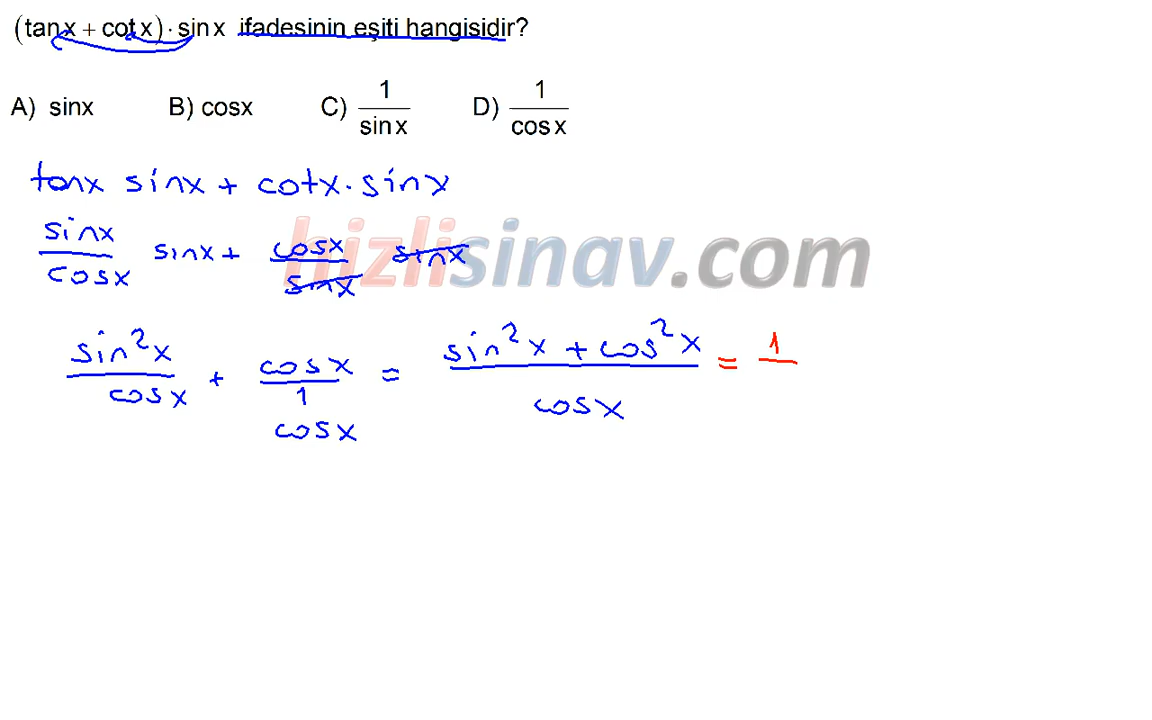 (tanx + cotx) · sinx ifadesinin eşiti hangisidir?
A) sinx B) cosx C) 1/sinx D) 1/cosx
tanx sinx + cotx · sinx
sinx/cosx sinx + cosx/sinx sinx
hizlisinav.com
sin²x/cosx + cosx/1 = (sin²x + cos²x)/cosx = 1
cosx